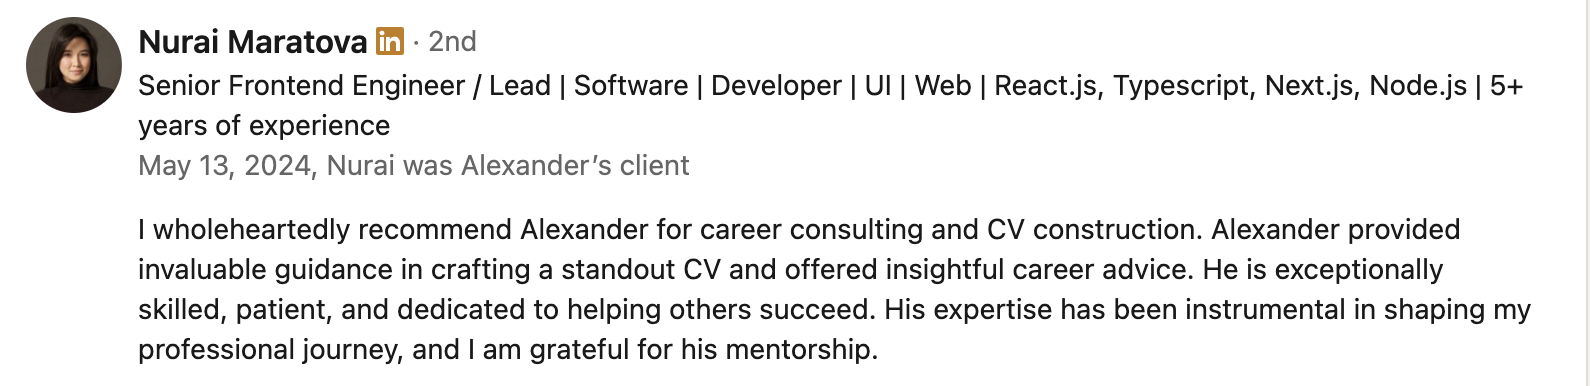 Nurai Maratova in · 2nd
Senior Frontend Engineer / Lead | Software | Developer | UI | Web | React.js, Typescript, Next.js, Node.js | 5+
years of experience
May 13, 2024, Nurai was Alexander’s client
I wholeheartedly recommend Alexander for career consulting and CV construction. Alexander provided
invaluable guidance in crafting a standout CV and offered insightful career advice. He is exceptionally
skilled, patient, and dedicated to helping others succeed. His expertise has been instrumental in shaping my
professional journey, and I am grateful for his mentorship.